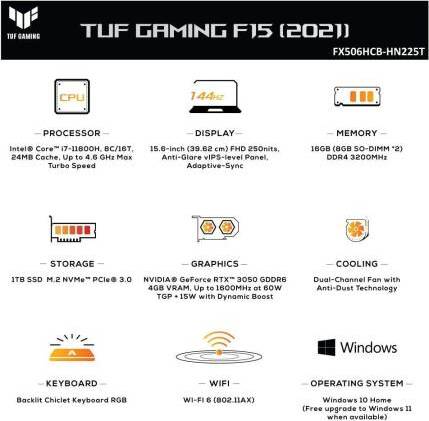 TUF GAMING
TUF GAMING F15 (2021)
FX506HCB-HN225T
CPU
144HZ
PROCESSOR
Intel® Core™ i7-11800H, 8C/16T,
24MB Cache, Up to 4.6 GHz Max
Turbo Speed
DISPLAY
15.6-inch (39.62 cm) FHD 250nits,
Anti-Glare vIPS-level Panel,
Adaptive-Sync
MEMORY
16GB (8GB SO-DIMM *2)
DDR4 3200MHz
STORAGE
1TB SSD M.2 NVMe™ PCIe® 3.0
GRAPHICS
NVIDIA® GeForce RTX™ 3050 GDDR6
4GB VRAM, Up to 1600MHz at 60W
TGP + 15W with Dynamic Boost
COOLING
Dual-Channel Fan with
Anti-Dust Technology
Windows
KEYBOARD
Backlit Chiclet Keyboard RGB
WIFI
WI-FI 6 (802.11AX)
OPERATING SYSTEM
Windows 10 Home
(Free upgrade to Windows 11
when available)